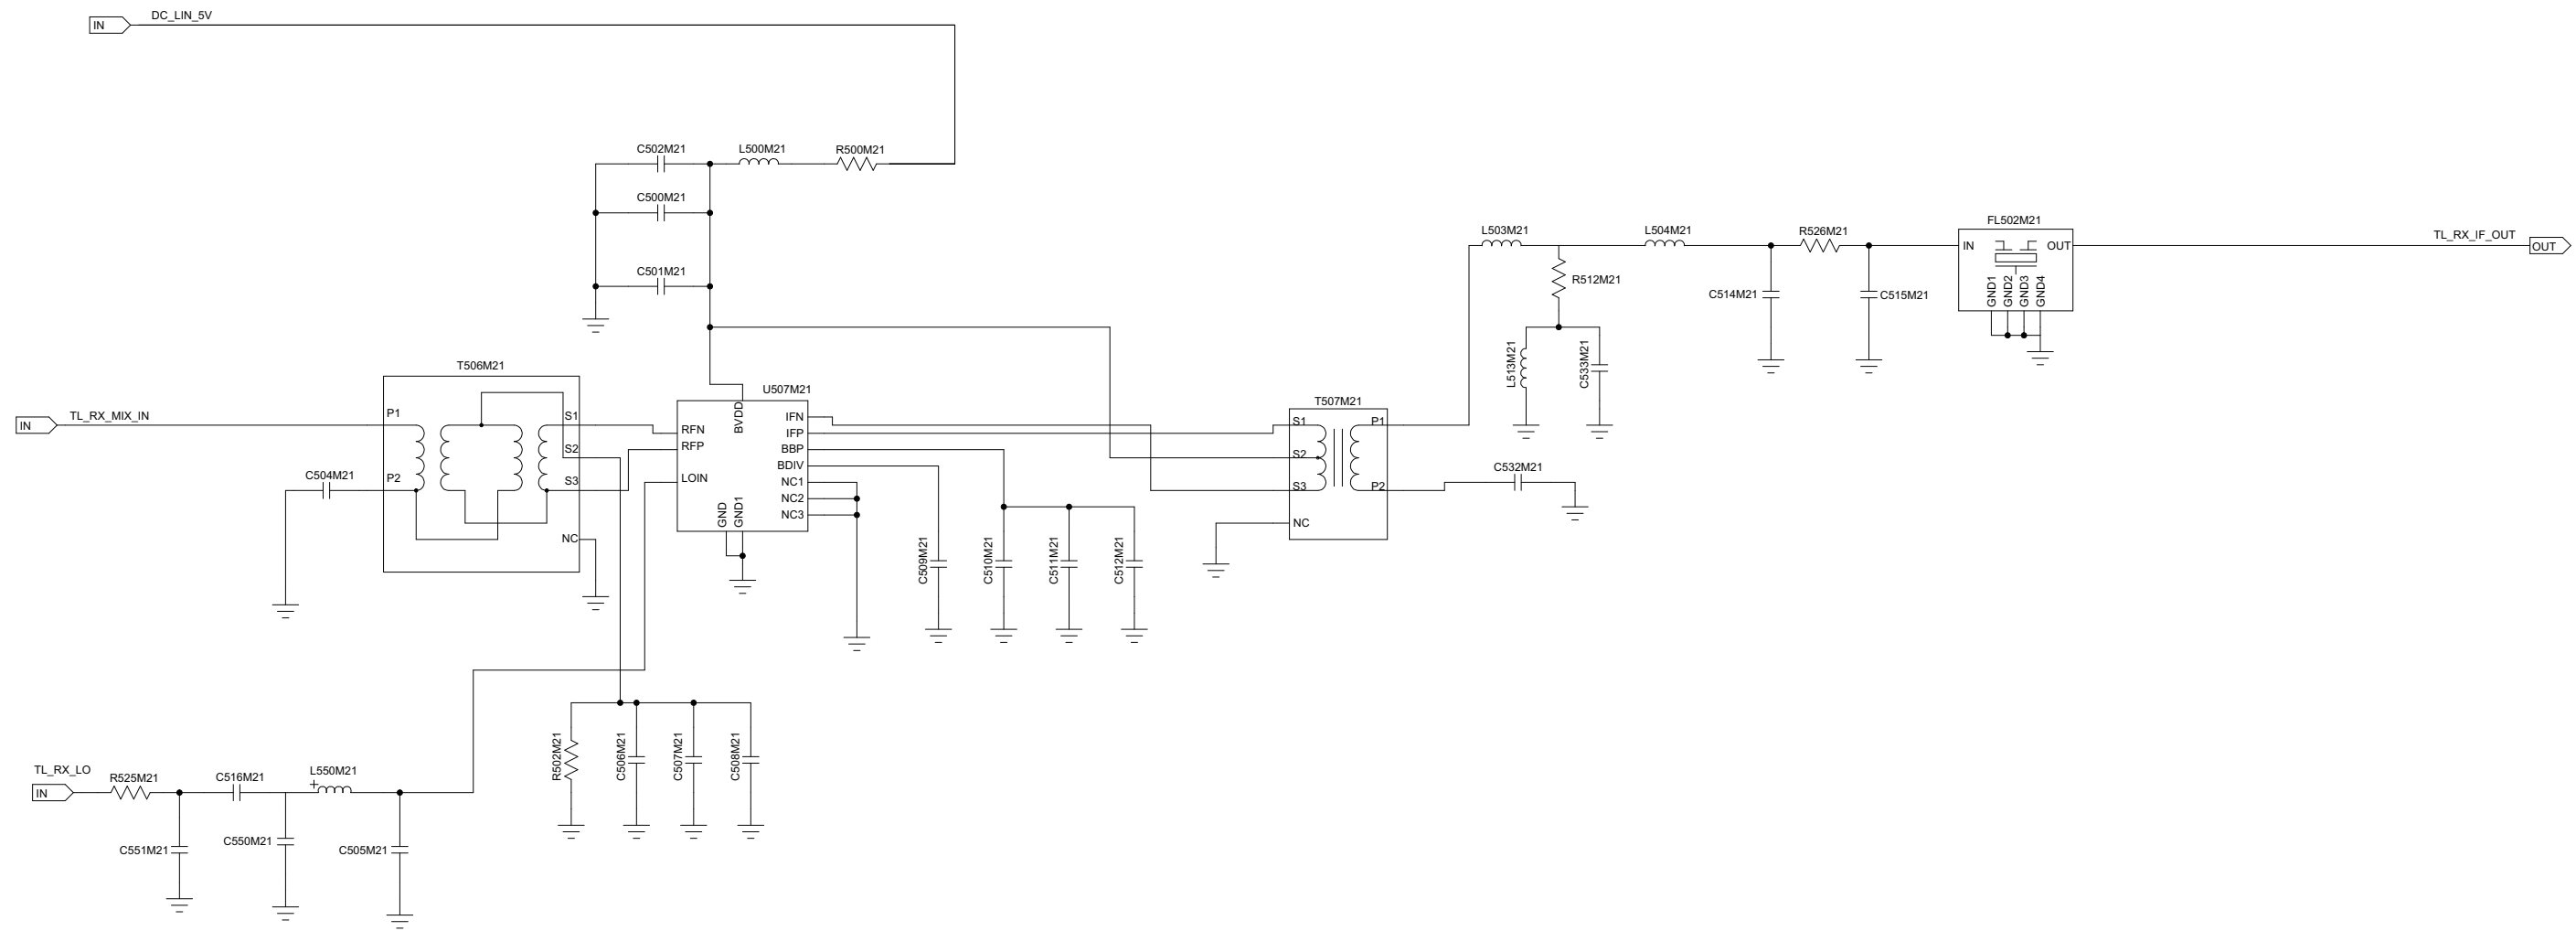 DC_LIN_5V
IN
C502M21
L500M21
R500M21
C500M21
C501M21
L503M21
L504M21
R526M21
FL502M21
IN
OUT
GND1
GND2
GND3
GND4
TL_RX_IF_OUT
OUT
R512M21
C514M21
C515M21
L513M21
C533M21
T506M21
P1
P2
S1
S2
S3
NC
TL_RX_MIX_IN
IN
C504M21
U507M21
BVDD
RFN
RFP
LOIN
GND
GND1
IFN
IFP
BBP
BDIV
NC1
NC2
NC3
T507M21
S1
S2
S3
NC
P1
P2
C532M21
C509M21
C510M21
C511M21
C512M21
R502M21
C506M21
C507M21
C508M21
TL_RX_LO
IN
R525M21
C516M21
L550M21
+
C551M21
C550M21
C505M21